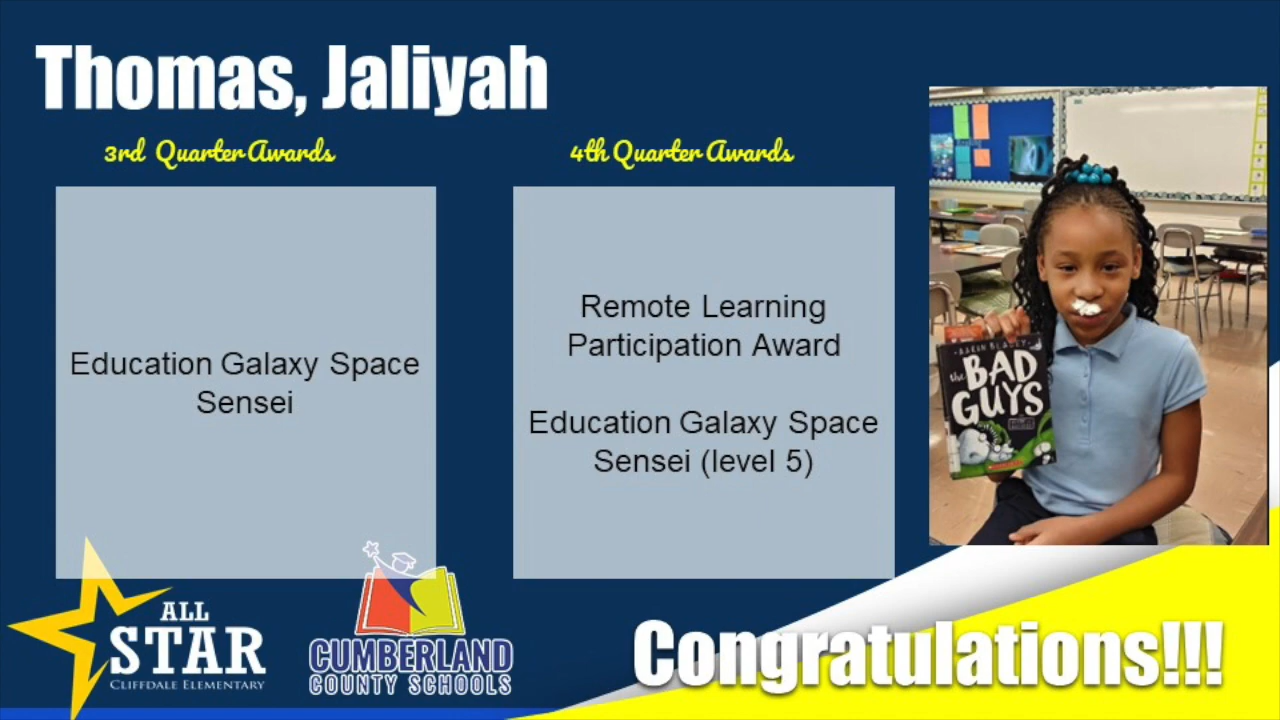 Thomas, Jaliyah
3rd Quarter Awards
4th Quarter Awards
Education Galaxy Space
Sensei
Remote Learning
Participation Award
Education Galaxy Space
Sensei (level 5)
the BAD
GUYS
ALL
STAR
CLIFFDALE ELEMENTARY
CUMBERLAND
COUNTY SCHOOLS
Congratulations!!!